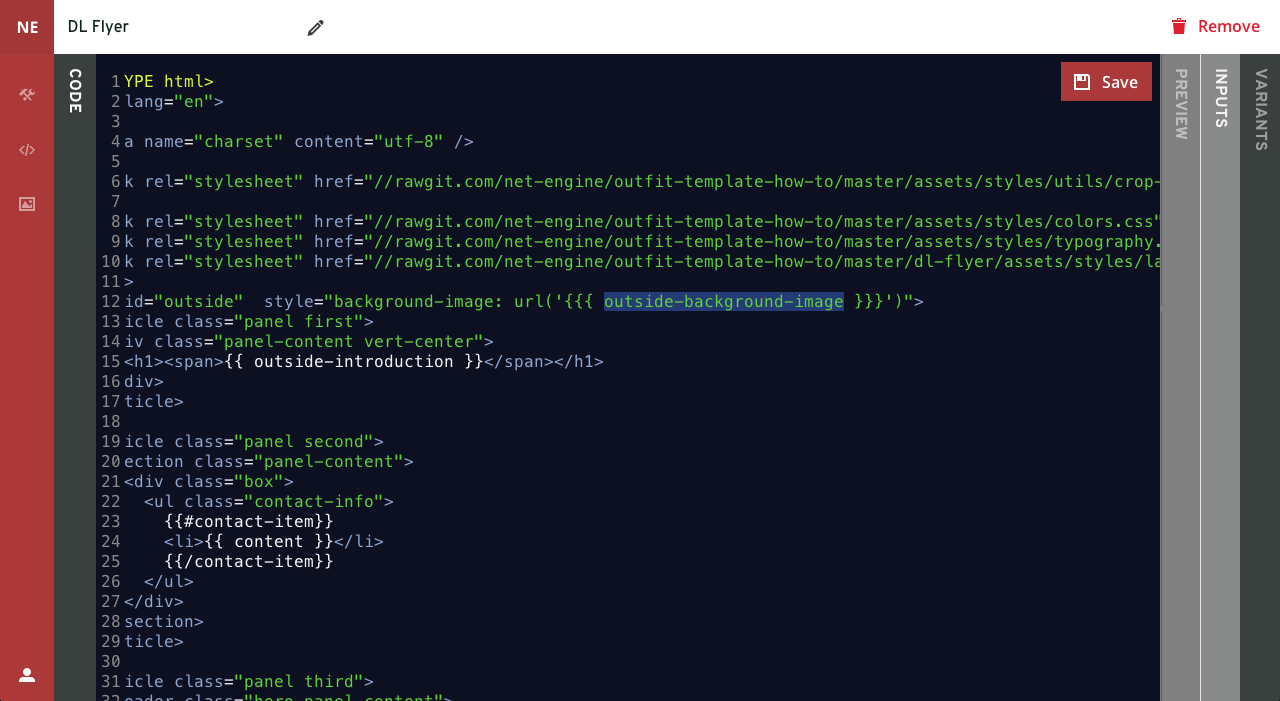 NE
DL Flyer
Remove
CODE
Save
PREVIEW
INPUTS
VARIANTS
1 YPE html>
2 lang="en">
3
4 a name="charset" content="utf-8" />
5
6 k rel="stylesheet" href="//rawgit.com/net-engine/outfit-template-how-to/master/assets/styles/utils/crop-
7
8 k rel="stylesheet" href="//rawgit.com/net-engine/outfit-template-how-to/master/assets/styles/colors.css"
9 k rel="stylesheet" href="//rawgit.com/net-engine/outfit-template-how-to/master/assets/styles/typography.
10 k rel="stylesheet" href="//rawgit.com/net-engine/outfit-template-how-to/master/dl-flyer/assets/styles/la
11 >
12 id="outside"  style="background-image: url('{{{ outside-background-image }}}')">
13 icle class="panel first">
14 iv class="panel-content vert-center">
15 <h1><span>{{ outside-introduction }}</span></h1>
16 div>
17 ticle>
18
19 icle class="panel second">
20 ection class="panel-content">
21 <div class="box">
22   <ul class="contact-info">
23     {{#contact-item}}
24     <li>{{ content }}</li>
25     {{/contact-item}}
26   </ul>
27 </div>
28 section>
29 ticle>
30
31 icle class="panel third">
32 eader class="hero panel-content">